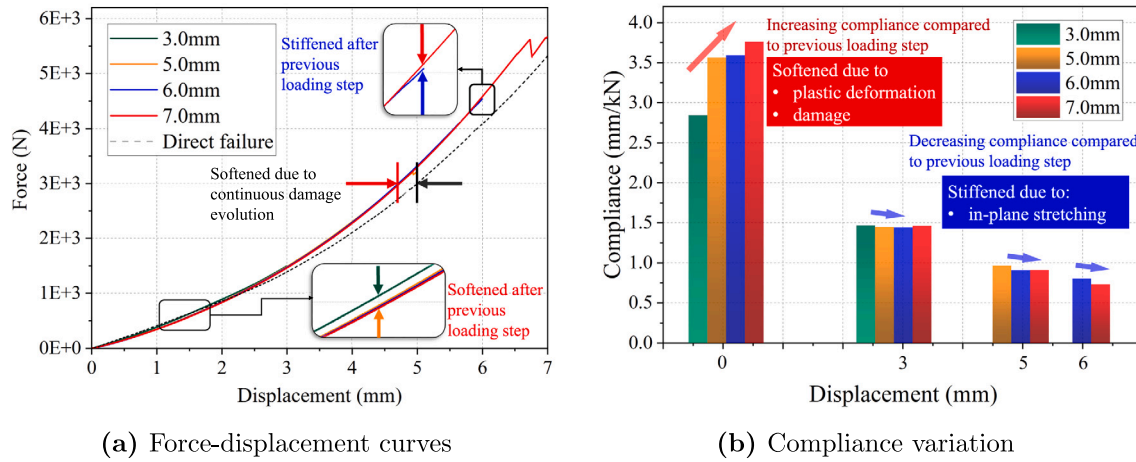 6E+3
5E+3
4E+3
3E+3
2E+3
1E+3
0E+0
Force (N)
3.0mm
5.0mm
6.0mm
7.0mm
Direct failure
Stiffened after
previous
loading step
Softened due to
continuous damage
evolution
Softened after
previous
loading step
0 1 2 3 4 5 6 7
Displacement (mm)
(a) Force-displacement curves
4.0
3.5
3.0
2.5
2.0
1.5
1.0
0.5
0.0
Compliance (mm/kN)
Increasing compliance compared
to previous loading step
Softened due to
• plastic deformation
• damage
3.0mm
5.0mm
6.0mm
7.0mm
Decreasing compliance compared
to previous loading step
Stiffened due to:
• in-plane stretching
0 3 5 6
Displacement (mm)
(b) Compliance variation